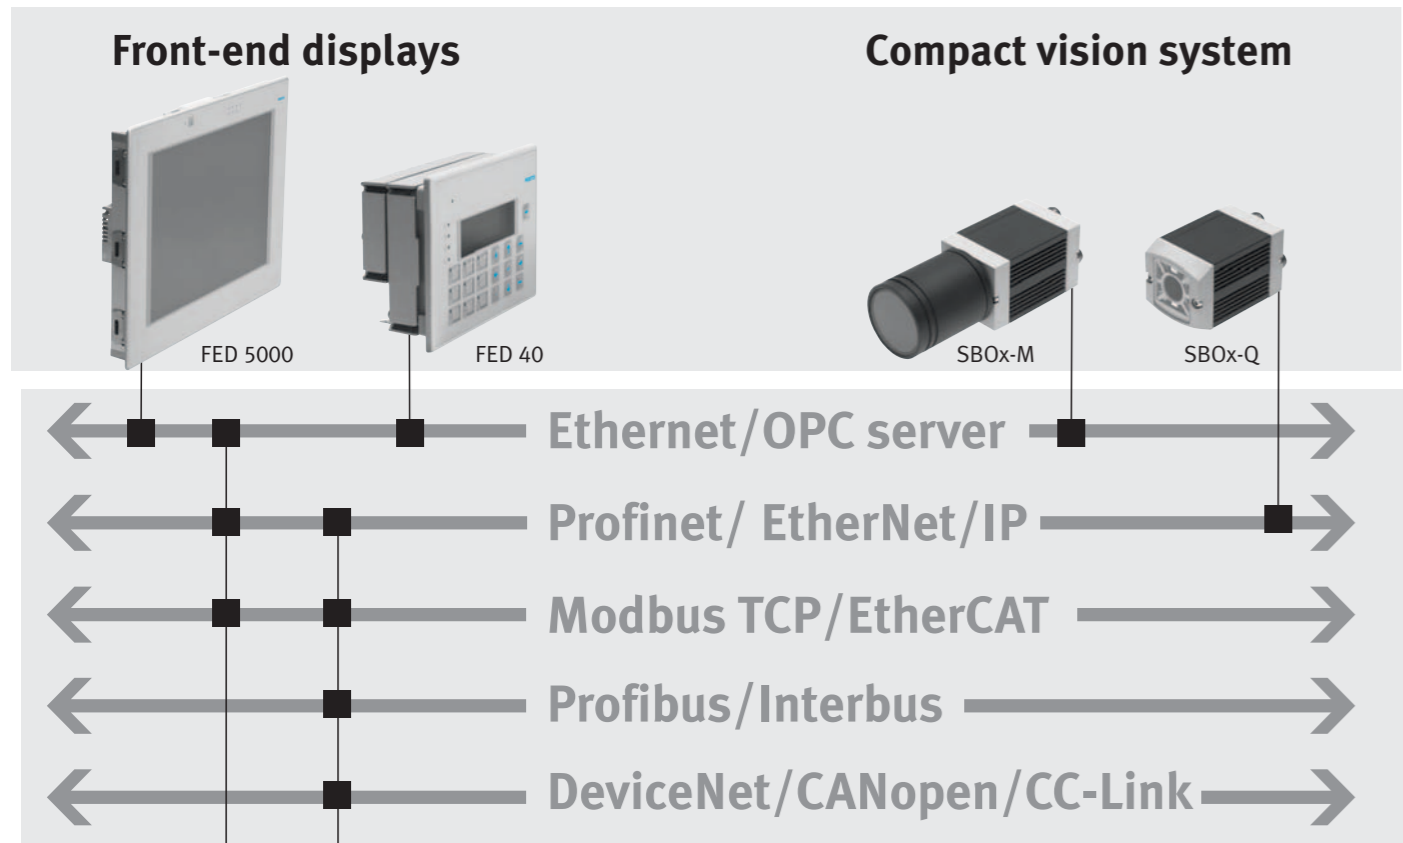 Front-end displays
Compact vision system
FED 5000
FED 40
SBOx-M
SBOx-Q
Ethernet/OPC server
Profinet/ EtherNet/IP
Modbus TCP/EtherCAT
Profibus/Interbus
DeviceNet/CANopen/CC-Link